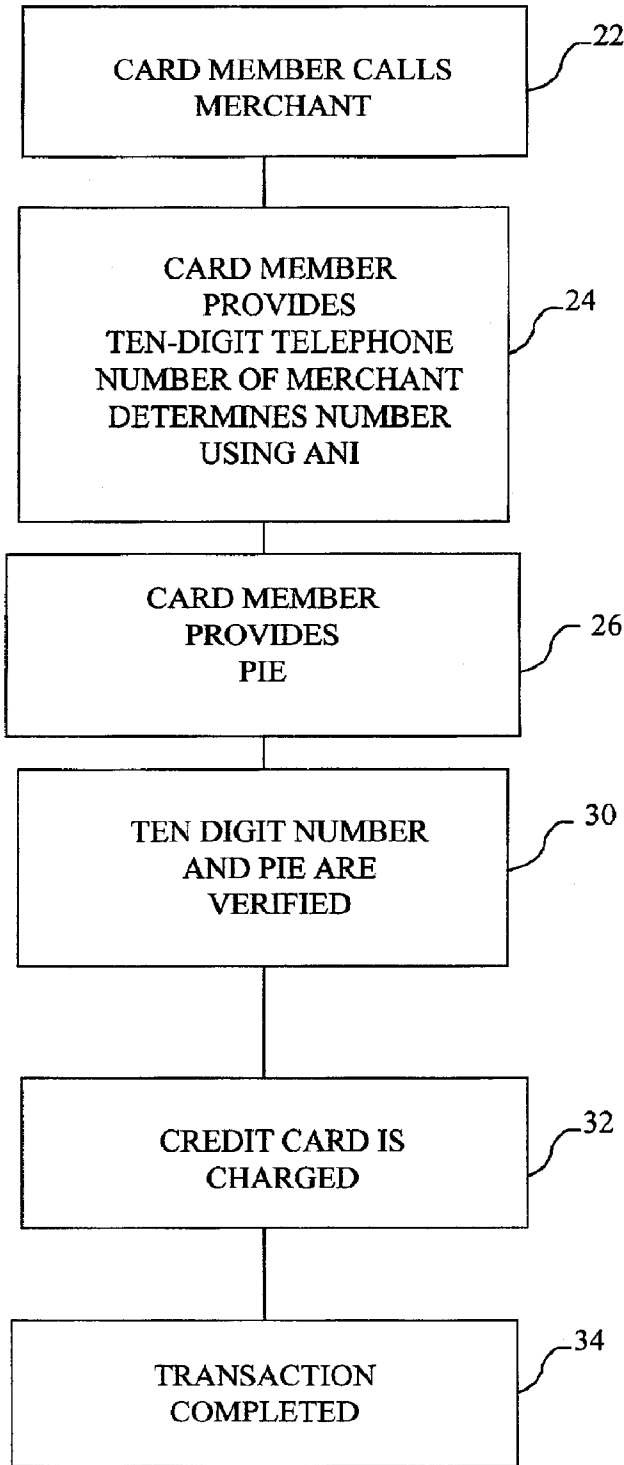 CARD MEMBER CALLS
MERCHANT
22
CARD MEMBER
PROVIDES
TEN-DIGIT TELEPHONE
NUMBER OF MERCHANT
DETERMINES NUMBER
USING ANI
24
CARD MEMBER
PROVIDES
PIE
26
TEN DIGIT NUMBER
AND PIE ARE
VERIFIED
30
CREDIT CARD IS
CHARGED
32
TRANSACTION
COMPLETED
34